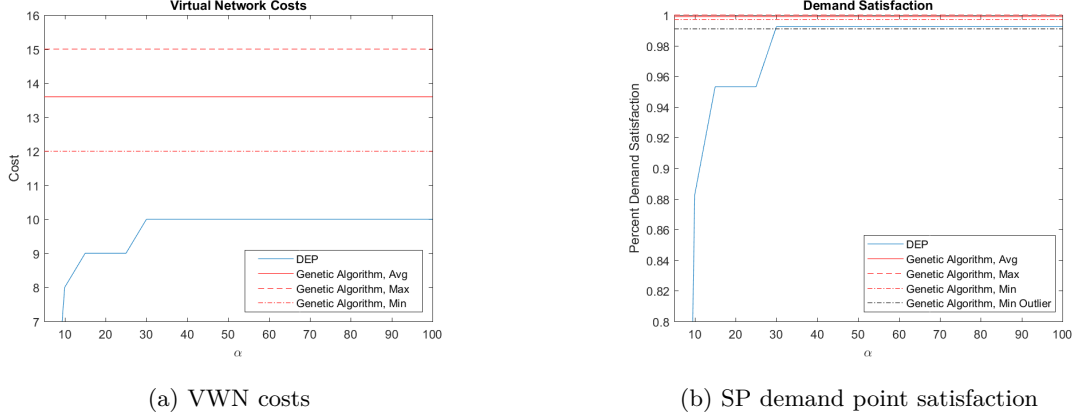 Virtual Network Costs
16
15
14
13
12
11
10
9
8
7
Cost
10 20 30 40 50 60 70 80 90 100
α
DEP
Genetic Algorithm, Avg
Genetic Algorithm, Max
Genetic Algorithm, Min
(a) VWN costs
Demand Satisfaction
1
0.98
0.96
0.94
0.92
0.9
0.88
0.86
0.84
0.82
0.8
Percent Demand Satisfaction
10 20 30 40 50 60 70 80 90 100
α
DEP
Genetic Algorithm, Avg
Genetic Algorithm, Max
Genetic Algorithm, Min
Genetic Algorithm, Min Outlier
(b) SP demand point satisfaction